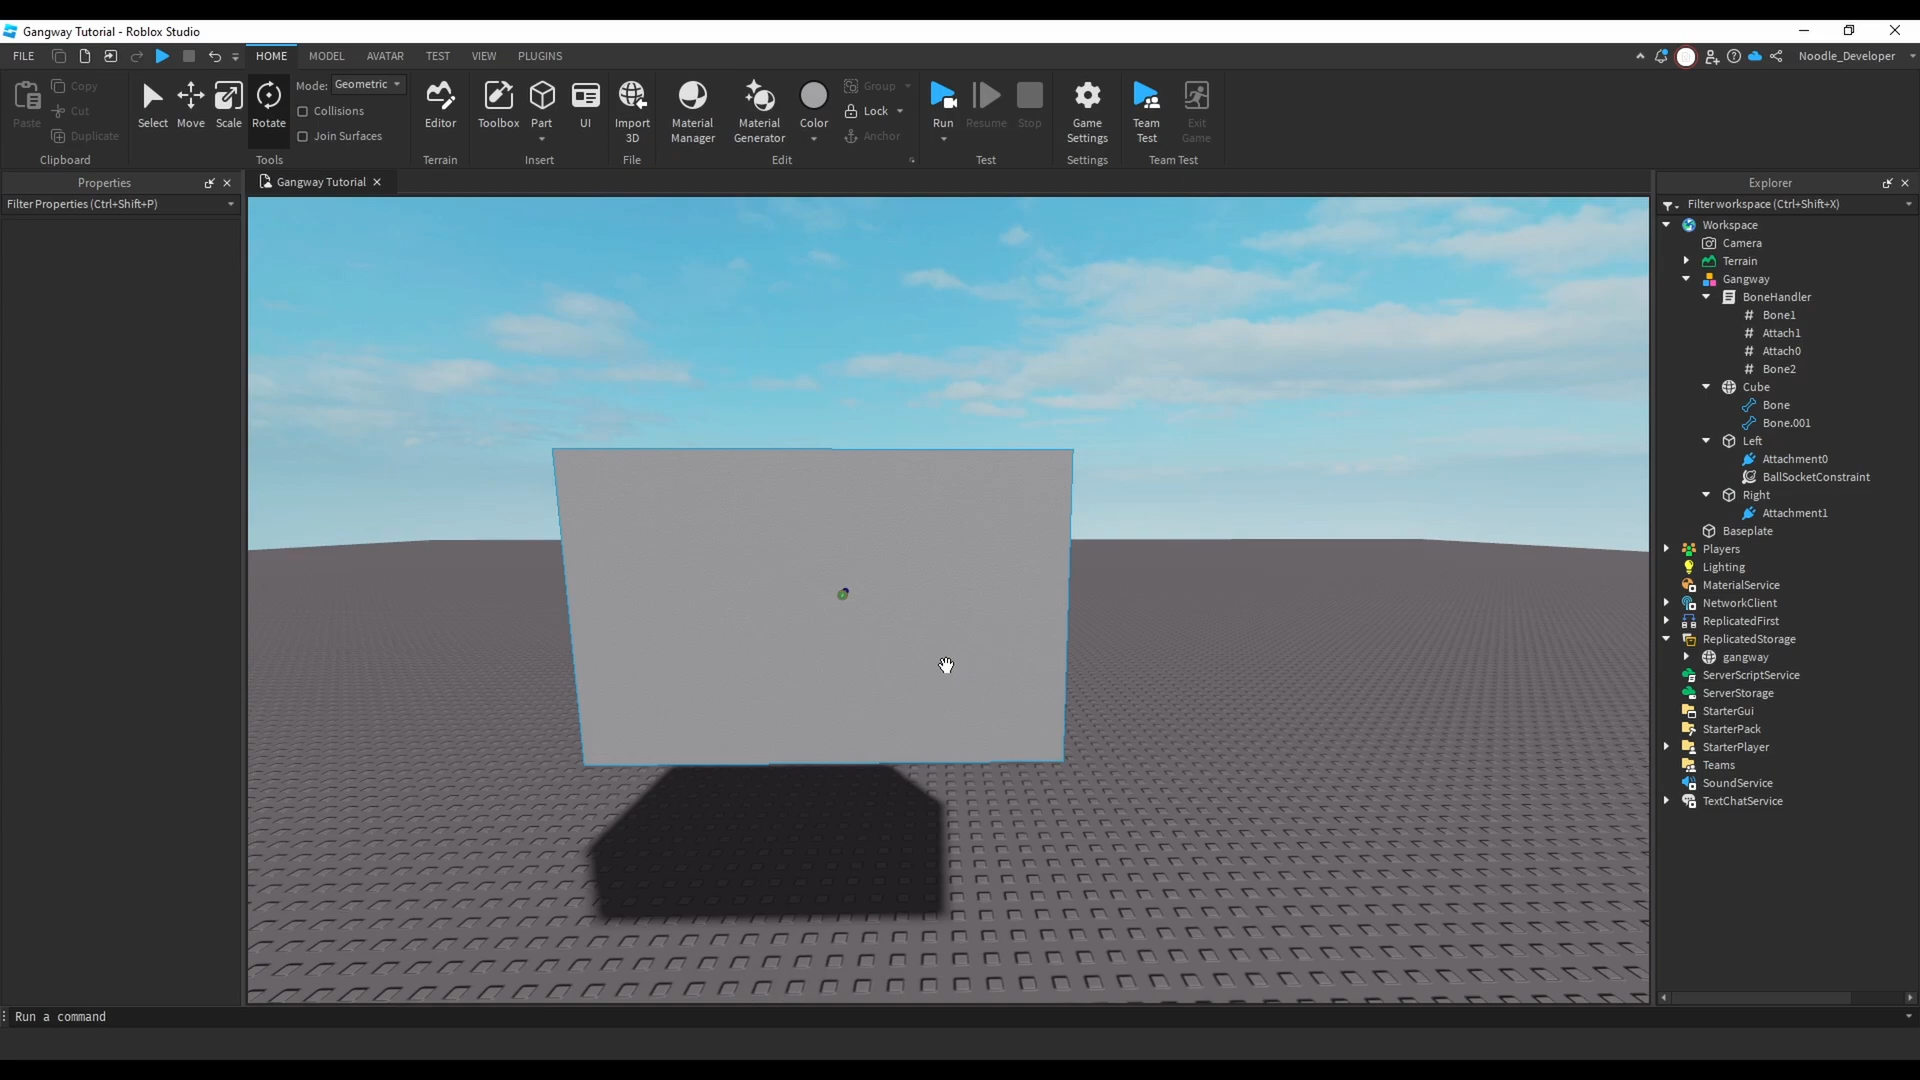 Gangway Tutorial - Roblox Studio
FILE HOME MODEL AVATAR TEST VIEW PLUGINS Noodle_Developer
Paste Copy Cut Duplicate
Clipboard
Select Move Scale Rotate
Mode: Geometric
Collisions
Join Surfaces
Tools
Editor
Terrain
Toolbox Part UI
Insert
Import 3D
File
Material Manager Material Generator Color Group Lock Anchor
Edit
Run Resume Stop
Test
Game Settings
Settings
Team Test Exit Game
Team Test
Properties
Filter Properties (Ctrl+Shift+P)
Gangway Tutorial
Explorer
Filter workspace (Ctrl+Shift+X)
Workspace
Camera
Terrain
Gangway
BoneHandler
# Bone1
# Attach1
# Attach0
# Bone2
Cube
Bone
Bone.001
Left
Attachment0
BallSocketConstraint
Right
Attachment1
Baseplate
Players
Lighting
MaterialService
NetworkClient
ReplicatedFirst
ReplicatedStorage
gangway
ServerScriptService
ServerStorage
StarterGui
StarterPack
StarterPlayer
Teams
SoundService
TextChatService
Run a command